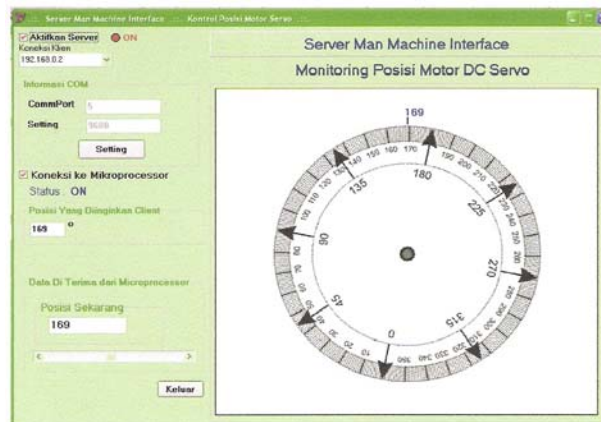 Server Man Machine Interface .::. Kontrol Posisi Motor Servo
Aktifkan Server
ON
Koneksi Klien
192.168.0.2
Informasi COM
CommPort
5
Setting
9600
Setting
Koneksi ke Mikroprocessor
Status : ON
Posisi Yang Diinginkan Client
169 o
Data Di Terima dari Microprocessor
Posisi Sekarang
169
Keluar
Server Man Machine Interface
Monitoring Posisi Motor DC Servo
169
180
225
270
315
0
45
90
135